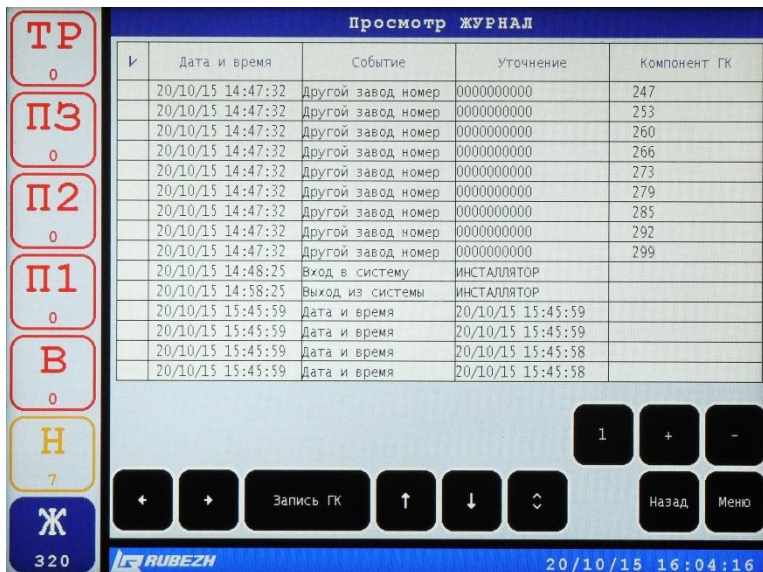 Просмотр ЖУРНАЛ
ТР
0
П3
0
П2
0
П1
0
В
0
Н
7
Ж
320
V Дата и время Событие Уточнение Компонент ГК
20/10/15 14:47:32 Другой завод номер 0000000000 247
20/10/15 14:47:32 Другой завод номер 0000000000 253
20/10/15 14:47:32 Другой завод номер 0000000000 260
20/10/15 14:47:32 Другой завод номер 0000000000 266
20/10/15 14:47:32 Другой завод номер 0000000000 273
20/10/15 14:47:32 Другой завод номер 0000000000 279
20/10/15 14:47:32 Другой завод номер 0000000000 285
20/10/15 14:47:32 Другой завод номер 0000000000 292
20/10/15 14:47:32 Другой завод номер 0000000000 299
20/10/15 14:48:25 Вход в систему ИНСТАЛЛЯТОР
20/10/15 14:58:25 Выход из системы ИНСТАЛЛЯТОР
20/10/15 15:45:59 Дата и время 20/10/15 15:45:59
20/10/15 15:45:59 Дата и время 20/10/15 15:45:59
20/10/15 15:45:59 Дата и время 20/10/15 15:45:58
20/10/15 15:45:59 Дата и время 20/10/15 15:45:58
1 + -
← → Запись ГК ↑ ↓ Назад Меню
RUBEZH 20/10/15 16:04:16